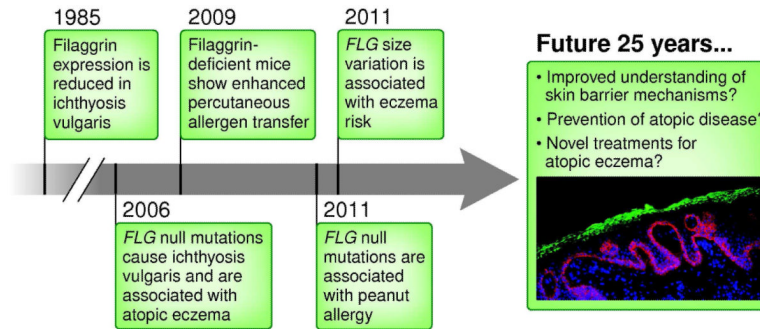 1985
Filaggrin
expression is
reduced in
ichthyosis
vulgaris
2009
Filaggrin-
deficient mice
show enhanced
percutaneous
allergen transfer
2011
FLG size
variation is
associated
with eczema
risk
2006
FLG null mutations
cause ichthyosis
vulgaris and are
associated with
atopic eczema
2011
FLG null
mutations are
associated
with peanut
allergy
Future 25 years...
• Improved understanding of
skin barrier mechanisms?
• Prevention of atopic disease?
• Novel treatments for
atopic eczema?